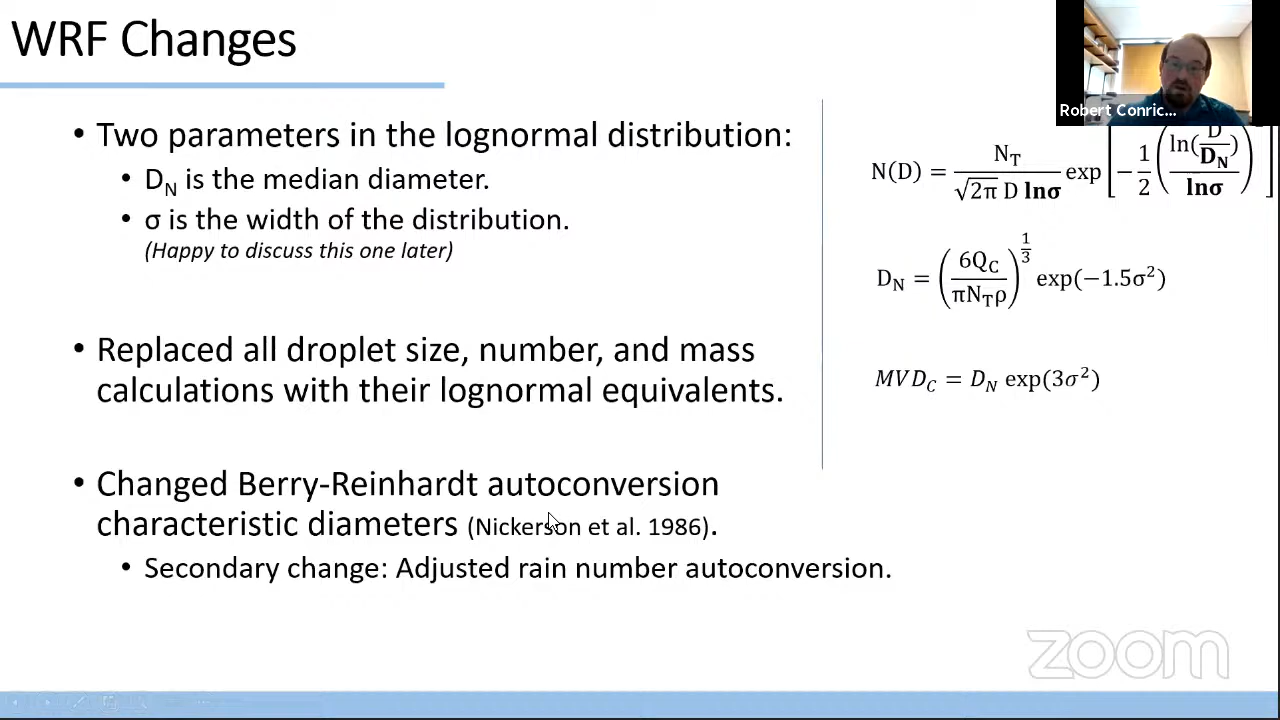 WRF Changes
Robert Conric...
• Two parameters in the lognormal distribution:
• D_N is the median diameter.
• σ is the width of the distribution.
(Happy to discuss this one later)
• Replaced all droplet size, number, and mass
calculations with their lognormal equivalents.
• Changed Berry-Reinhardt autoconversion
characteristic diameters (Nickerson et al. 1986).
• Secondary change: Adjusted rain number autoconversion.
N(D) = N_T / (√2π D lnσ) exp [ −1/2 ( ln(D/D_N) / lnσ ) ]
D_N = ( 6Q_C / πN_Tρ )^(1/3) exp(−1.5σ²)
MVD_C = D_N exp(3σ²)
zoom